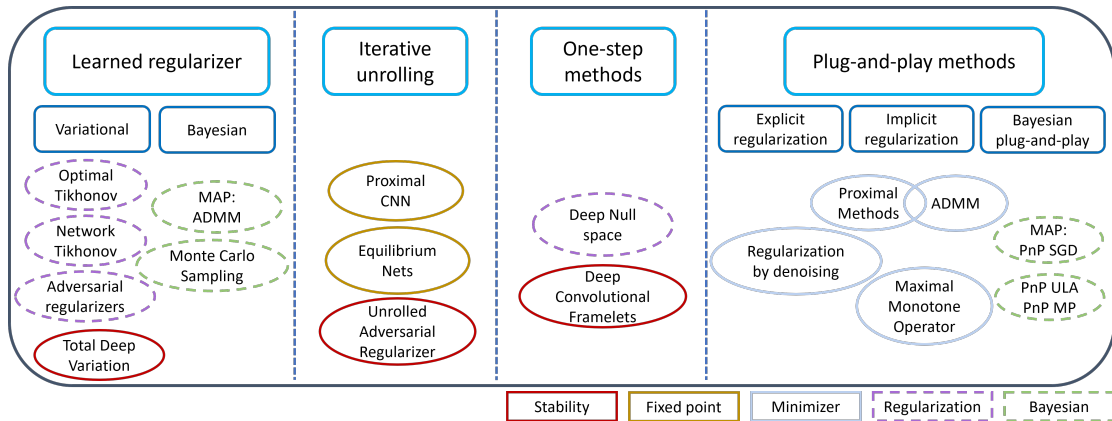 Learned regularizer
Variational
Bayesian
Optimal
Tikhonov
Network
Tikhonov
Adversarial
regularizers
Total Deep
Variation
MAP:
ADMM
Monte Carlo
Sampling
Iterative
unrolling
Proximal
CNN
Equilibrium
Nets
Unrolled
Adversarial
Regularizer
One-step
methods
Deep Null
space
Deep
Convolutional
Framelets
Plug-and-play methods
Explicit
regularization
Implicit
regularization
Bayesian
plug-and-play
Proximal
Methods
ADMM
Regularization
by denoising
Maximal
Monotone
Operator
MAP:
PnP SGD
PnP ULA
PnP MP
Stability
Fixed point
Minimizer
Regularization
Bayesian